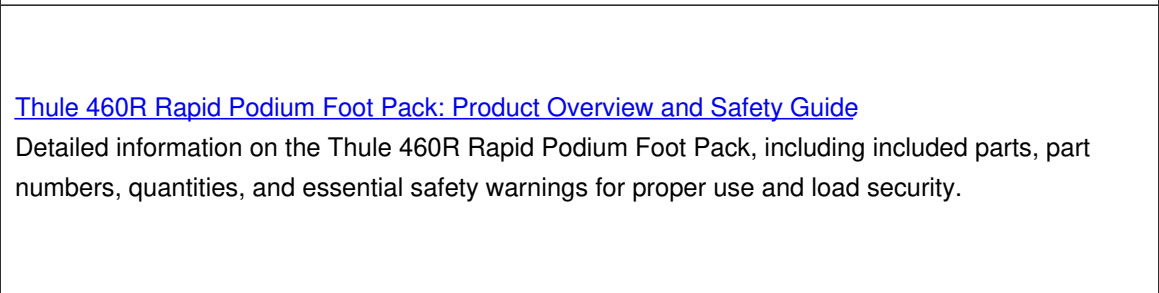 Thule 460R Rapid Podium Foot Pack: Product Overview and Safety Guide
Detailed information on the Thule 460R Rapid Podium Foot Pack, including included parts, part
numbers, quantities, and essential safety warnings for proper use and load security.